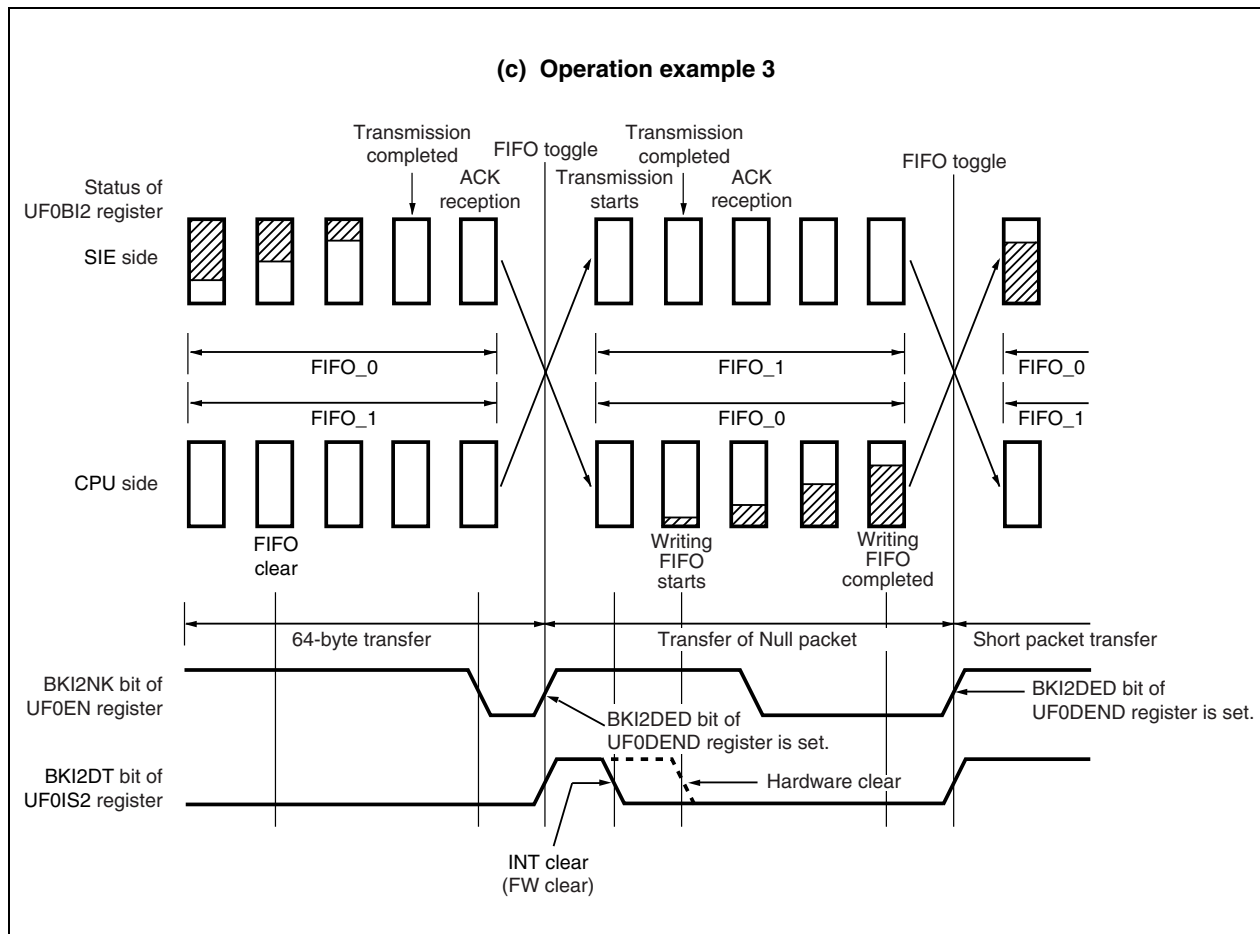 (c) Operation example 3
Transmission
completed
FIFO toggle
Transmission
completed
FIFO toggle
Status of
UF0BI2 register
ACK
reception
Transmission
starts
ACK
reception
SIE side
FIFO_0
FIFO_1
FIFO_0
FIFO_1
FIFO_0
FIFO_1
CPU side
FIFO
clear
Writing
FIFO
starts
Writing
FIFO
completed
64-byte transfer
Transfer of Null packet
Short packet transfer
BKI2NK bit of
UF0EN register
BKI2DED bit of
UF0DEND register is set.
BKI2DED bit of
UF0DEND register is set.
BKI2DT bit of
UF0IS2 register
Hardware clear
INT clear
(FW clear)